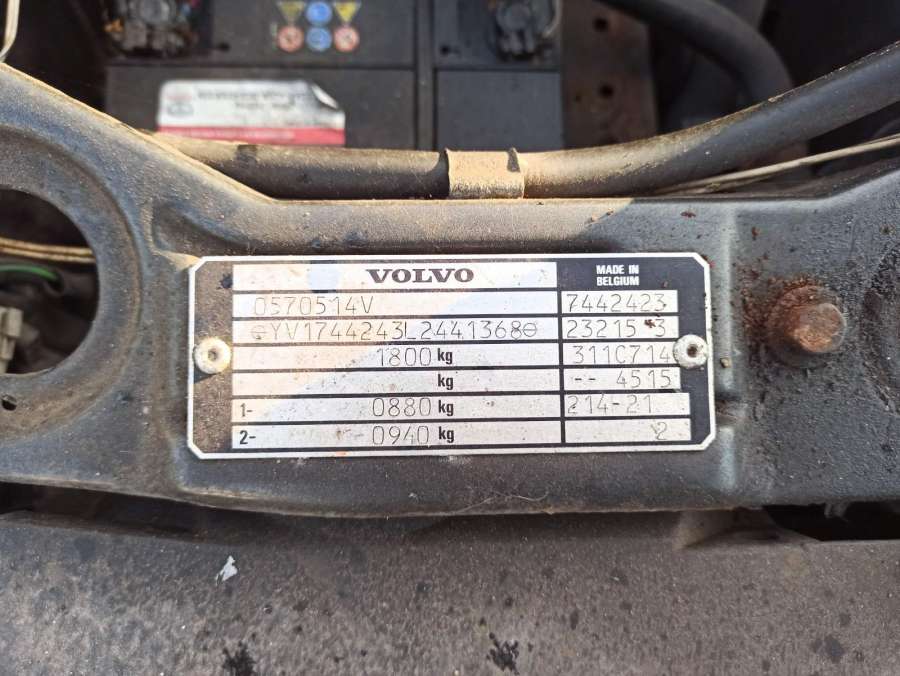 VOLVO
MADE IN
BELGIUM
0570514V 7442423
YV1744243L2441368 232153
1800 kg 311C714
kg -- 4515
1- 0880 kg 214-21
2- 0940 kg 2